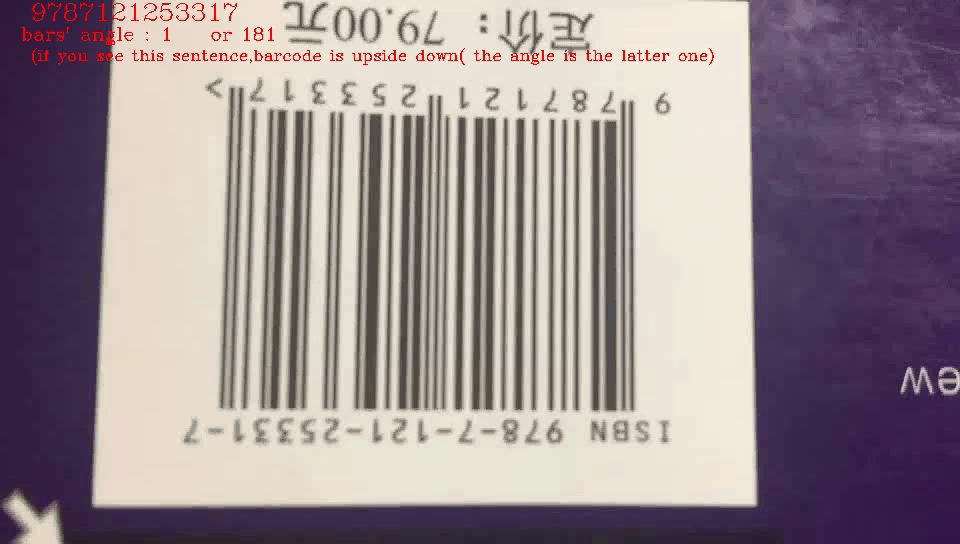 9787121253317
bars' angle : 1 or 181
(if you see this sentence,barcode is upside down( the angle is the latter one)
ISBN 978-7-121-25331-7
9 787121 253317 >
定价：79.00元
ew